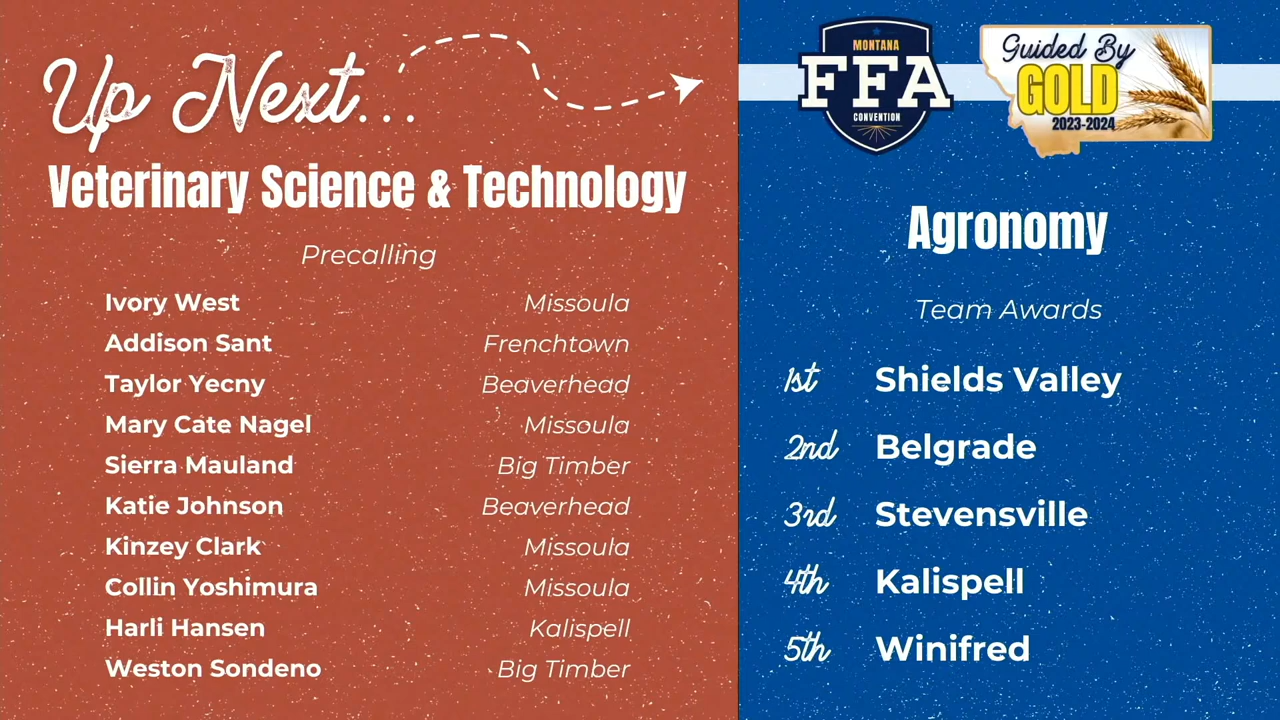 Up Next...
Veterinary Science & Technology
Precalling
Ivory West Missoula
Addison Sant Frenchtown
Taylor Yecny Beaverhead
Mary Cate Nagel Missoula
Sierra Mauland Big Timber
Katie Johnson Beaverhead
Kinzey Clark Missoula
Collin Yoshimura Missoula
Harli Hansen Kalispell
Weston Sondeno Big Timber
MONTANA
FFA
CONVENTION
Guided By
GOLD
2023-2024
Agronomy
Team Awards
1st Shields Valley
2nd Belgrade
3rd Stevensville
4th Kalispell
5th Winifred